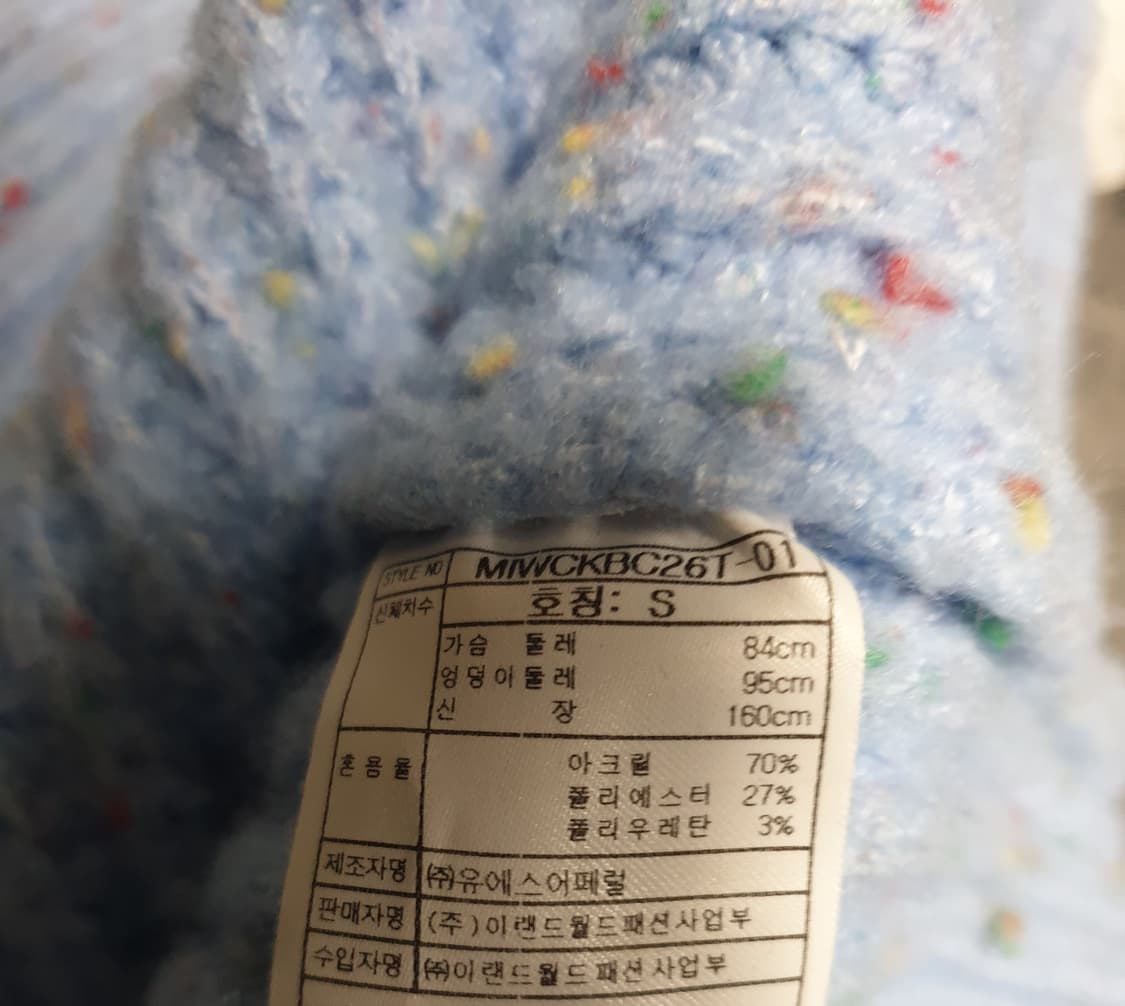 STYLE NO MIWCKBC26T-01
신체치수 호칭: S
가슴 둘레 84cm
엉덩이둘레 95cm
신 장 160cm
혼용율 아크릴 70%
폴리에스터 27%
폴리우레탄 3%
제조자명 ㈜유에스어패럴
판매자명 (주)이랜드월드패션사업부
수입자명 ㈜이랜드월드패션사업부